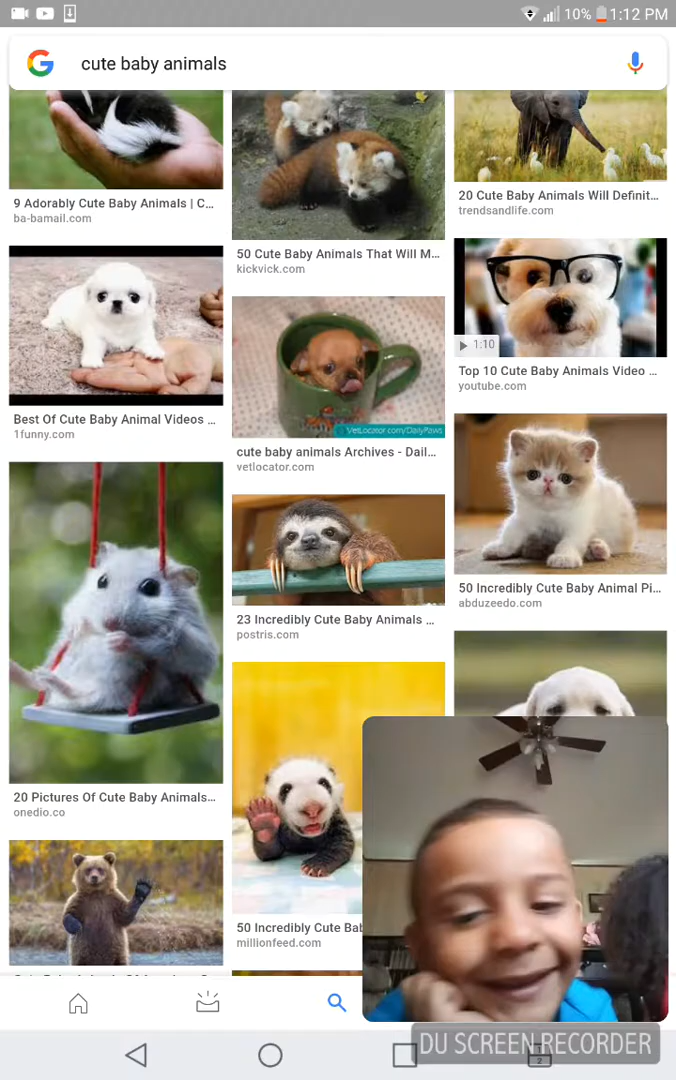 10% 1:12 PM
cute baby animals
9 Adorably Cute Baby Animals | C...
ba-bamail.com
50 Cute Baby Animals That Will M...
kickvick.com
20 Cute Baby Animals Will Definit...
trendsandlife.com
Best Of Cute Baby Animal Videos ...
1funny.com
VetLocator.com/DailyPaws
cute baby animals Archives - Dail...
vetlocator.com
1:10
Top 10 Cute Baby Animals Video ...
youtube.com
23 Incredibly Cute Baby Animals ...
postris.com
50 Incredibly Cute Baby Animal Pi...
abduzeedo.com
20 Pictures Of Cute Baby Animals...
onedio.co
50 Incredibly Cute Bab
millionfeed.com
DU SCREEN RECORDER